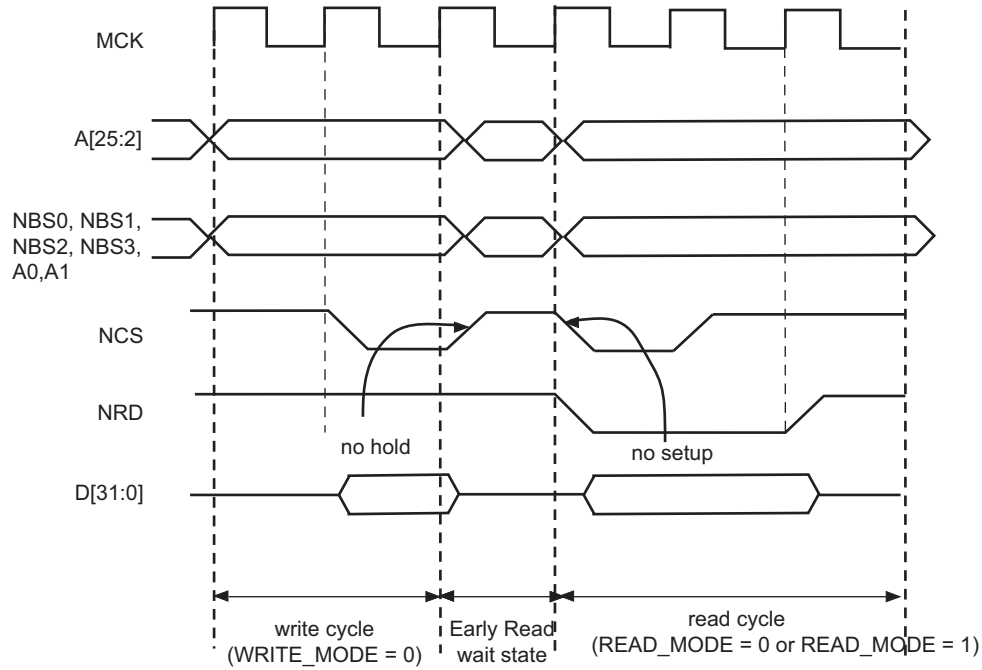 MCK
A[25:2]
NBS0, NBS1,
NBS2, NBS3,
A0,A1
NCS
NRD
no hold
no setup
D[31:0]
write cycle
(WRITE_MODE = 0)
Early Read
wait state
read cycle
(READ_MODE = 0 or READ_MODE = 1)